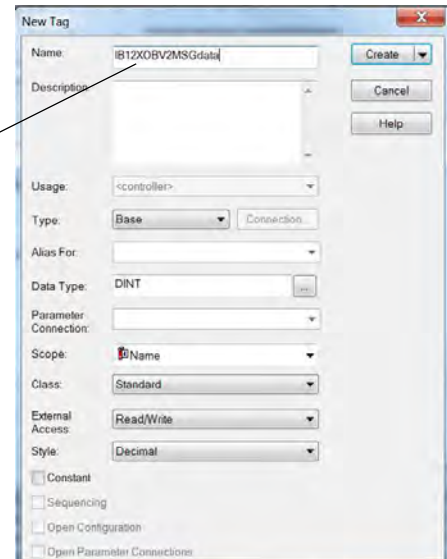 New Tag
Name: IB12XOBV2MSGdata Create
Description: Cancel
Help
Usage: <controller>
Type: Base Connection...
Alias For:
Data Type: DINT ...
Parameter
Connection:
Scope: Name
Class: Standard
External
Access: Read/Write
Style: Decimal
Constant
Sequencing
Open Configuration
Open Parameter Connections